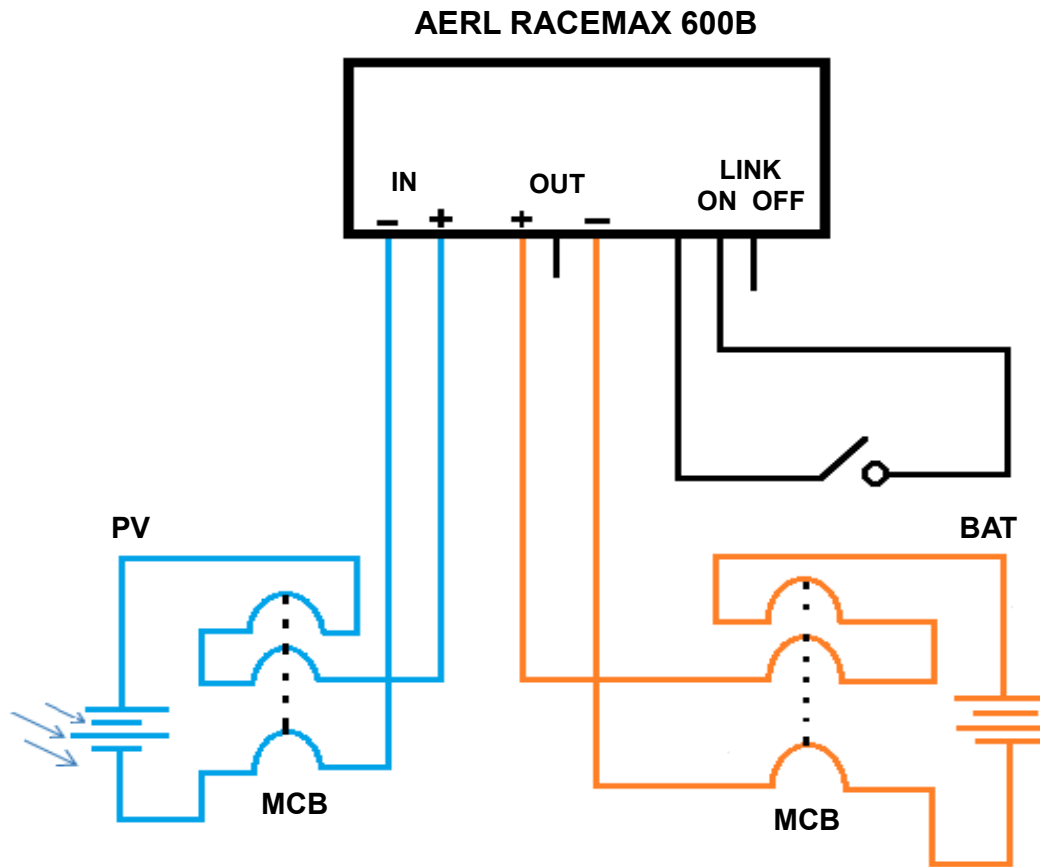 AERL RACEMAX 600B
IN
OUT
LINK
ON OFF
– + + –
PV
BAT
MCB
MCB